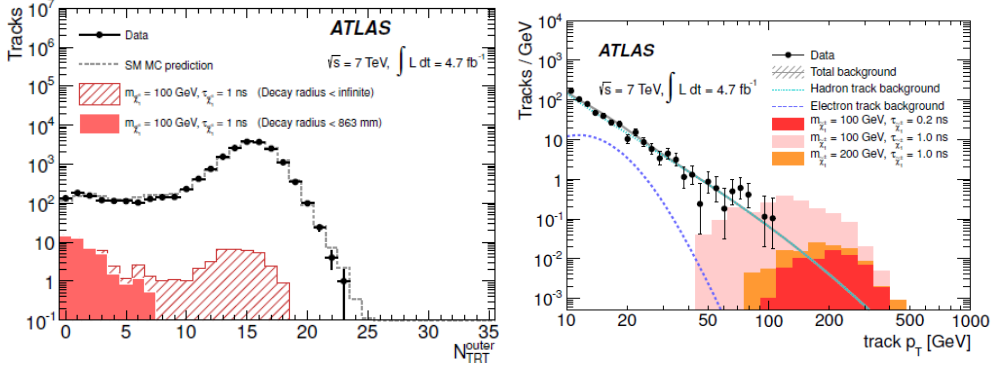 Tracks
10⁷
10⁶
10⁵
10⁴
10³
10²
10
1
10⁻¹
0 5 10 15 20 25 30 35
N^outer_TRT
ATLAS
√s = 7 TeV, ∫ L dt = 4.7 fb⁻¹
Data
SM MC prediction
m_χ̃₁± = 100 GeV, τ_χ̃₁± = 1 ns (Decay radius < infinite)
m_χ̃₁± = 100 GeV, τ_χ̃₁± = 1 ns (Decay radius < 863 mm)
Tracks / GeV
10⁴
10³
10²
10
1
10⁻¹
10⁻²
10⁻³
10 20 30 100 200 1000
track p_T [GeV]
ATLAS
√s = 7 TeV, ∫ L dt = 4.7 fb⁻¹
Data
Total background
Hadron track background
Electron track background
m_χ̃₁± = 100 GeV, τ_χ̃₁± = 0.2 ns
m_χ̃₁± = 100 GeV, τ_χ̃₁± = 1.0 ns
m_χ̃₁± = 200 GeV, τ_χ̃₁± = 1.0 ns